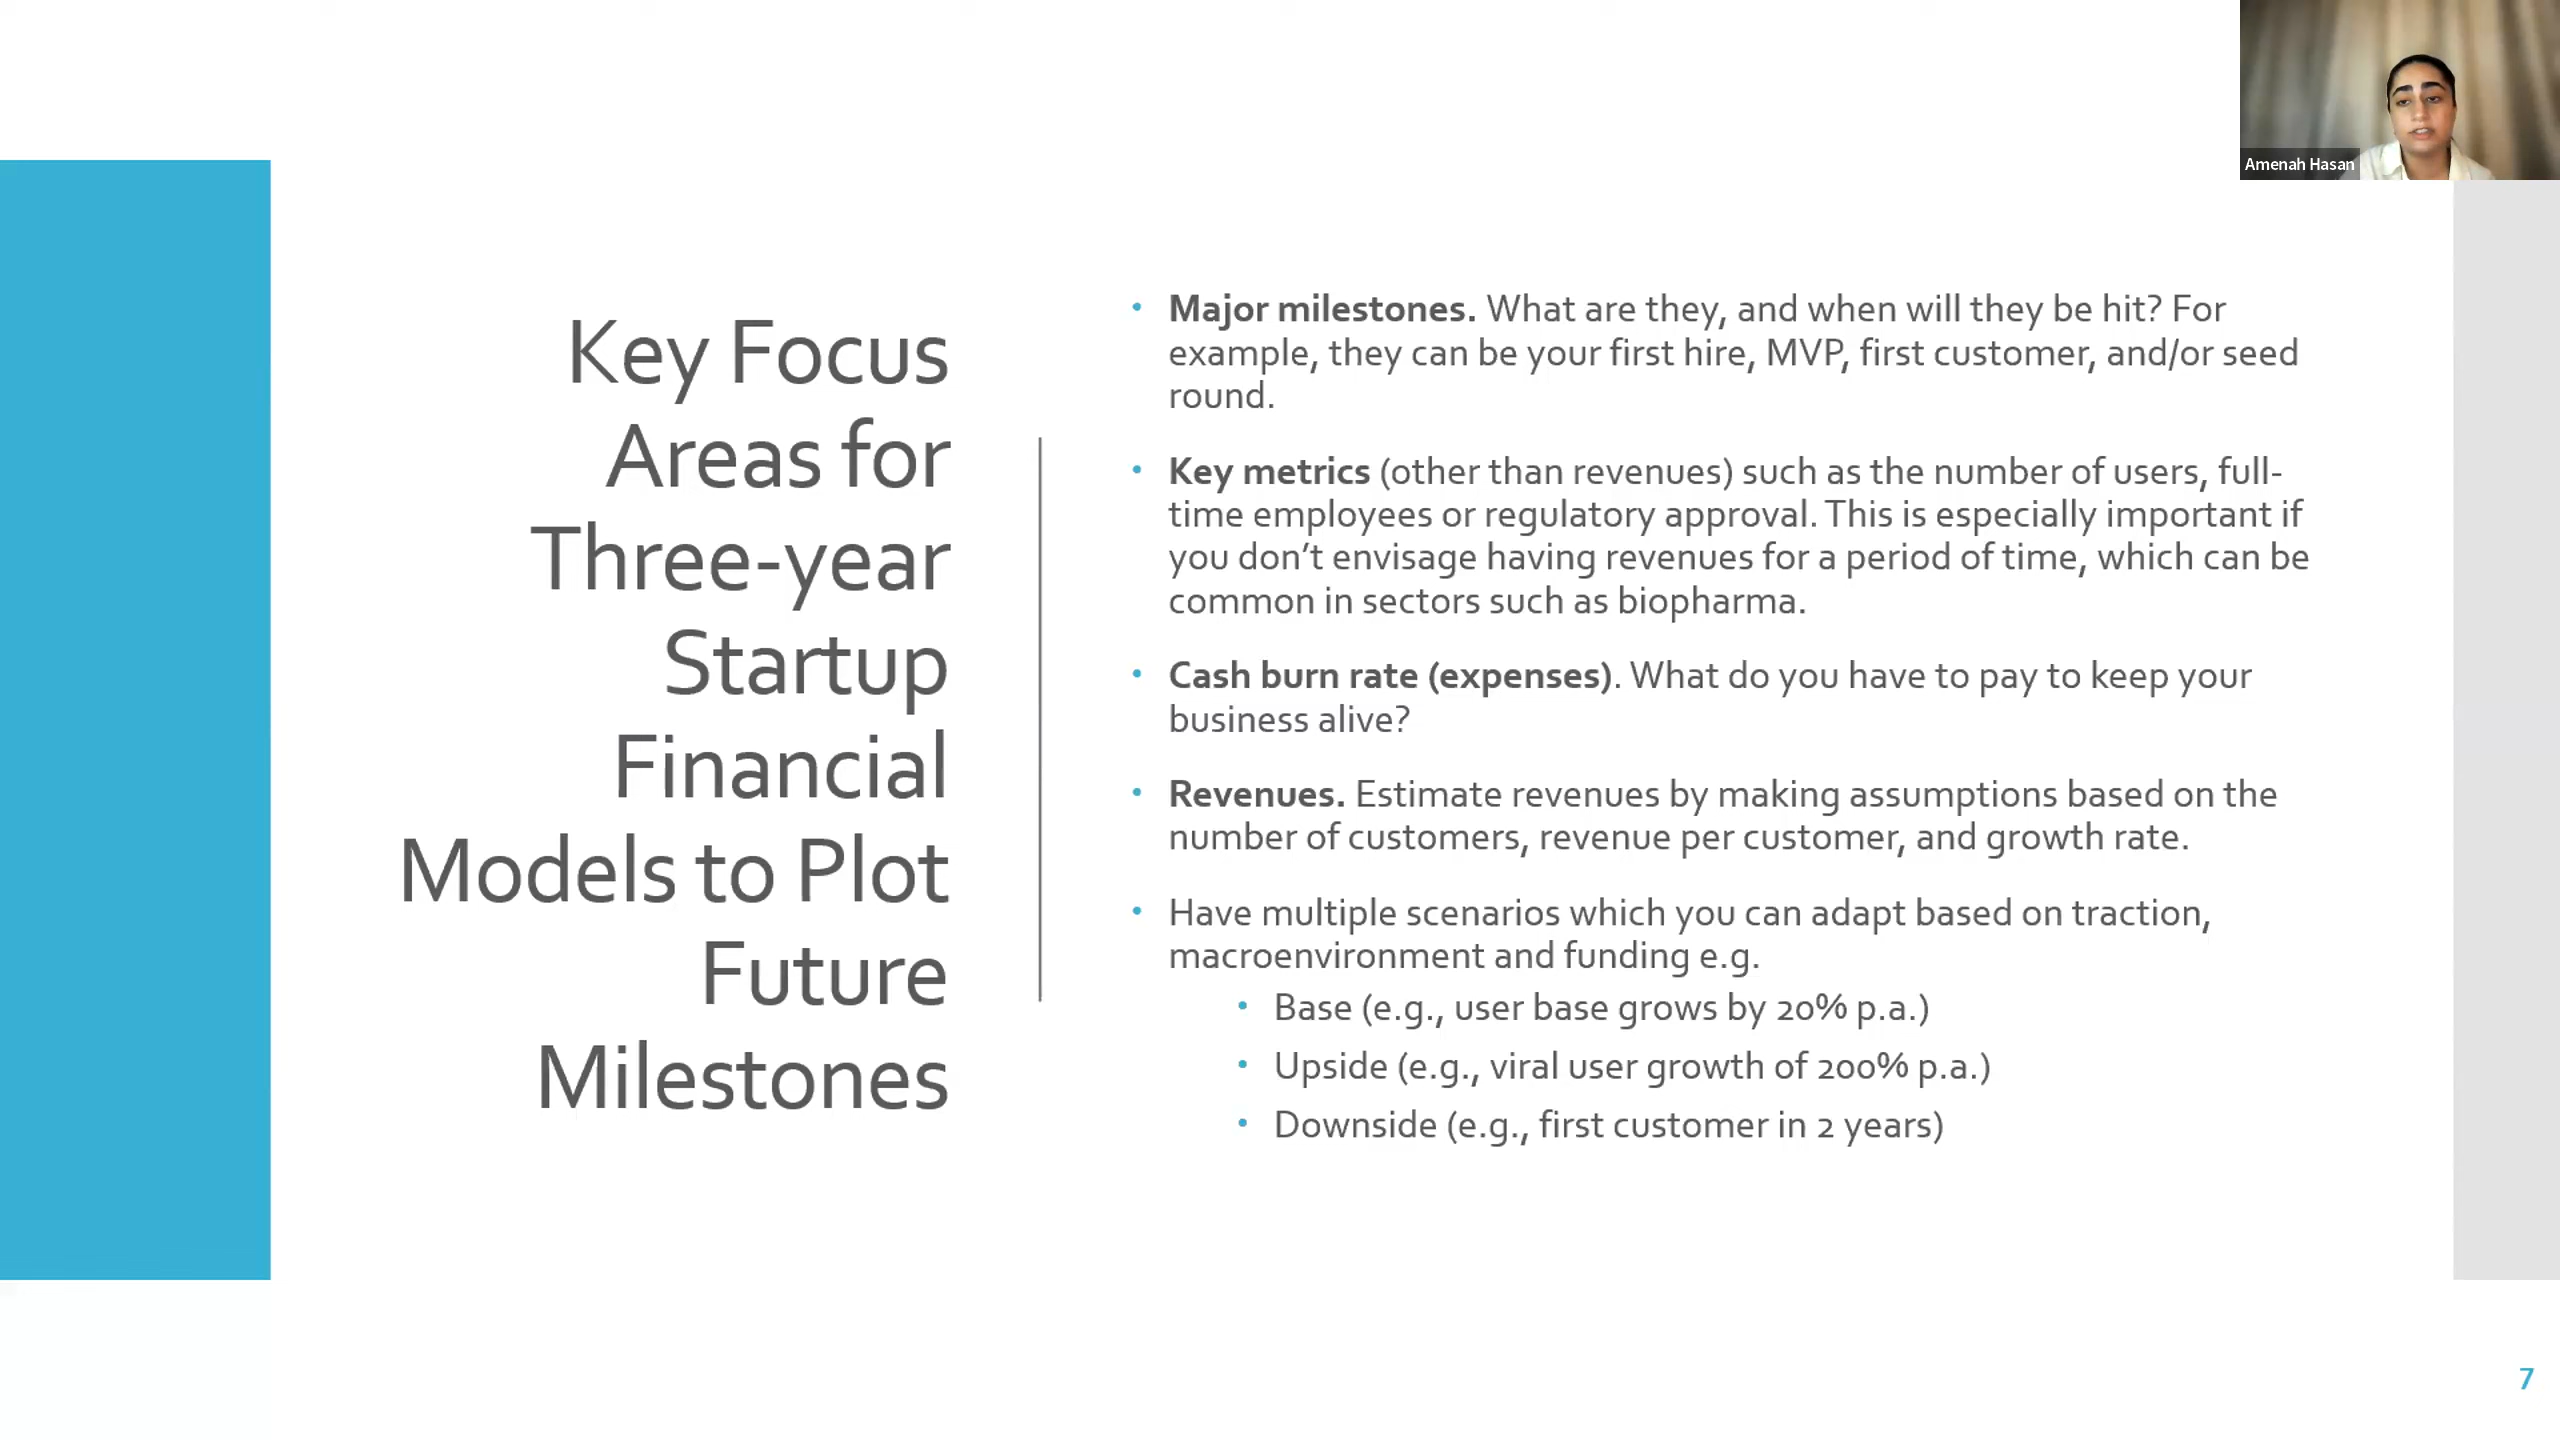 Amenah Hasan
Key Focus
Areas for
Three-year
Startup
Financial
Models to Plot
Future
Milestones
• Major milestones. What are they, and when will they be hit? For
example, they can be your first hire, MVP, first customer, and/or seed
round.
• Key metrics (other than revenues) such as the number of users, full-
time employees or regulatory approval. This is especially important if
you don’t envisage having revenues for a period of time, which can be
common in sectors such as biopharma.
• Cash burn rate (expenses). What do you have to pay to keep your
business alive?
• Revenues. Estimate revenues by making assumptions based on the
number of customers, revenue per customer, and growth rate.
• Have multiple scenarios which you can adapt based on traction,
macroenvironment and funding e.g.
• Base (e.g., user base grows by 20% p.a.)
• Upside (e.g., viral user growth of 200% p.a.)
• Downside (e.g., first customer in 2 years)
7